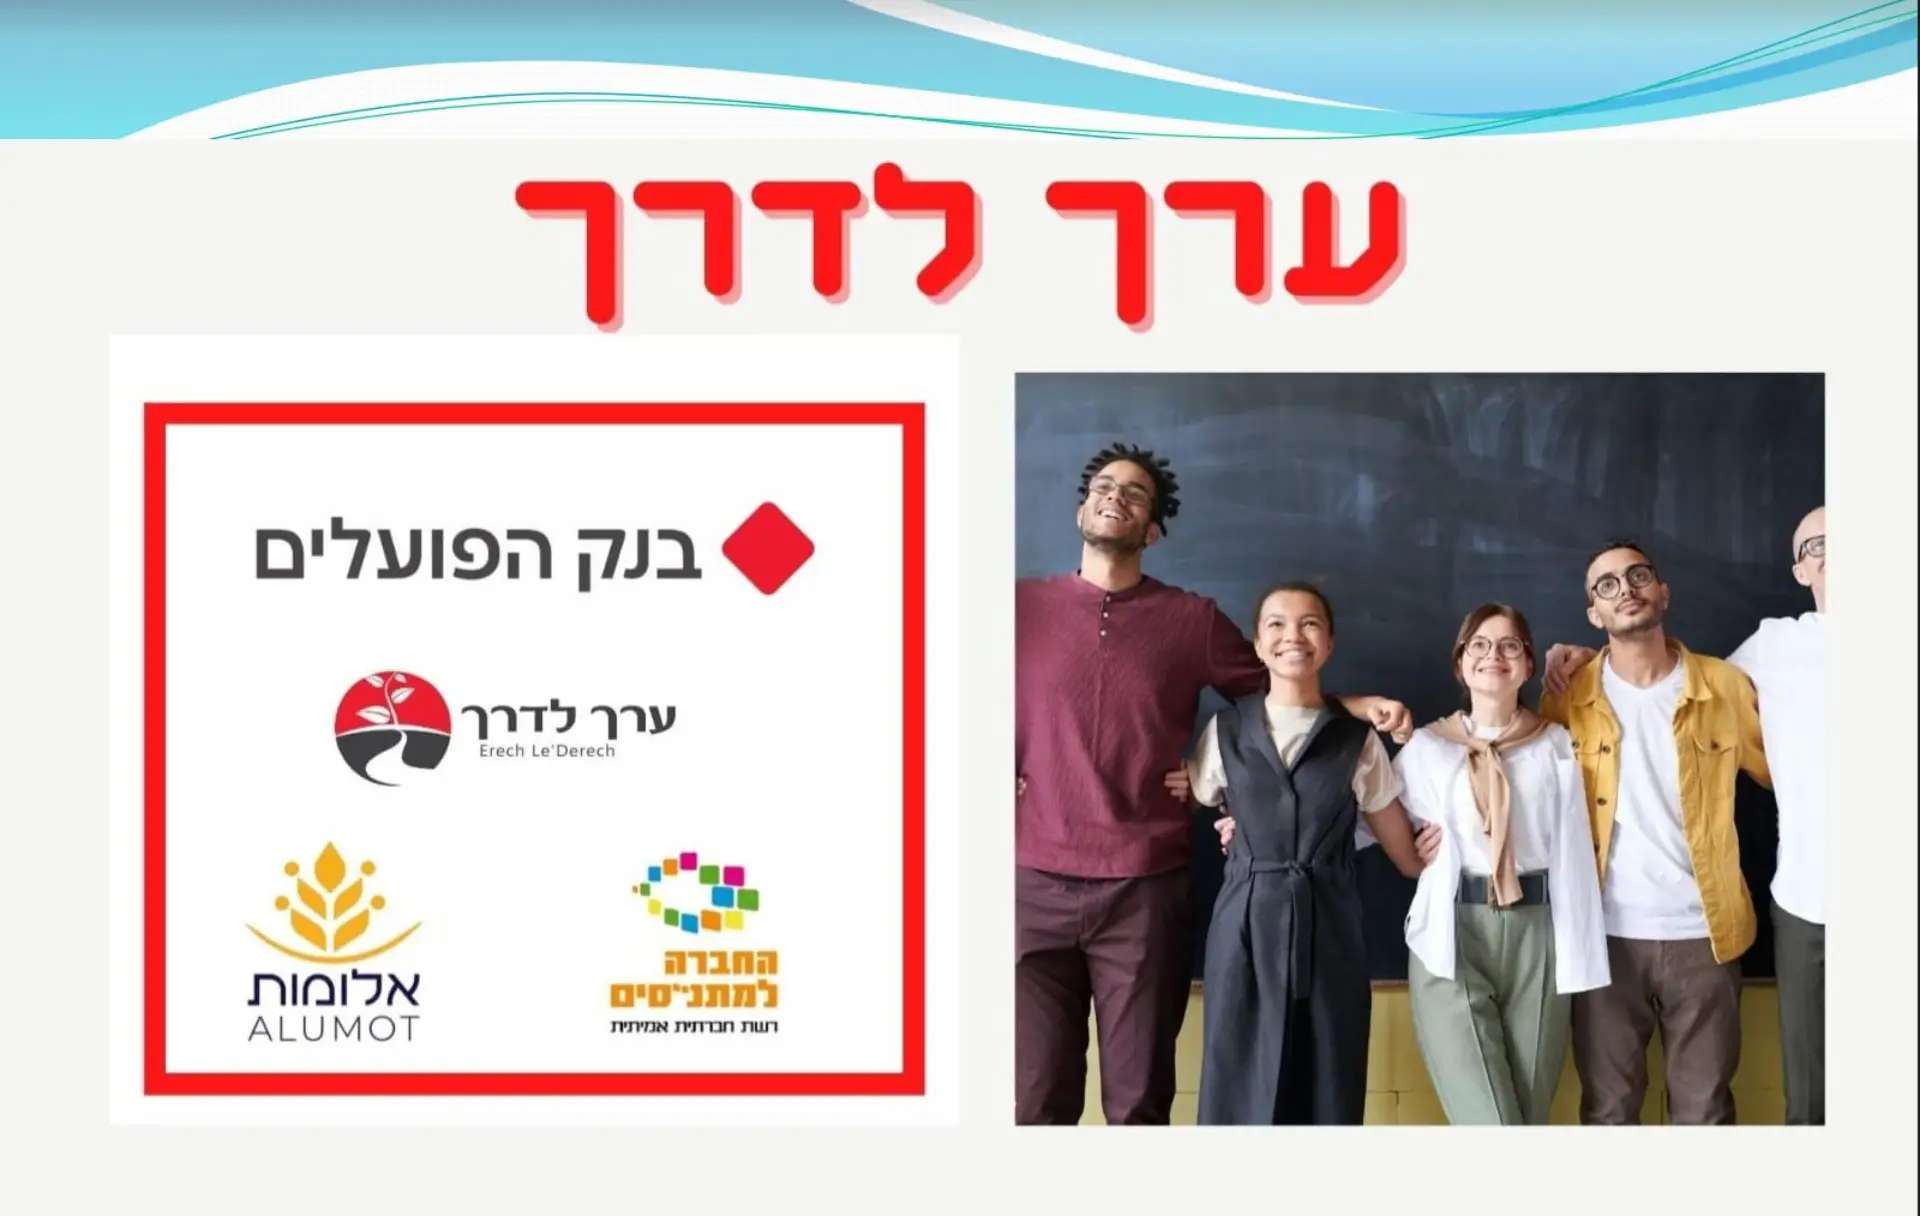 ערך לדרך
בנק הפועלים
ערך לדרך
Erech Le'Derech
החברה
למתנ״סים
רשת חברתית אמיתית
אלומות
ALUMOT